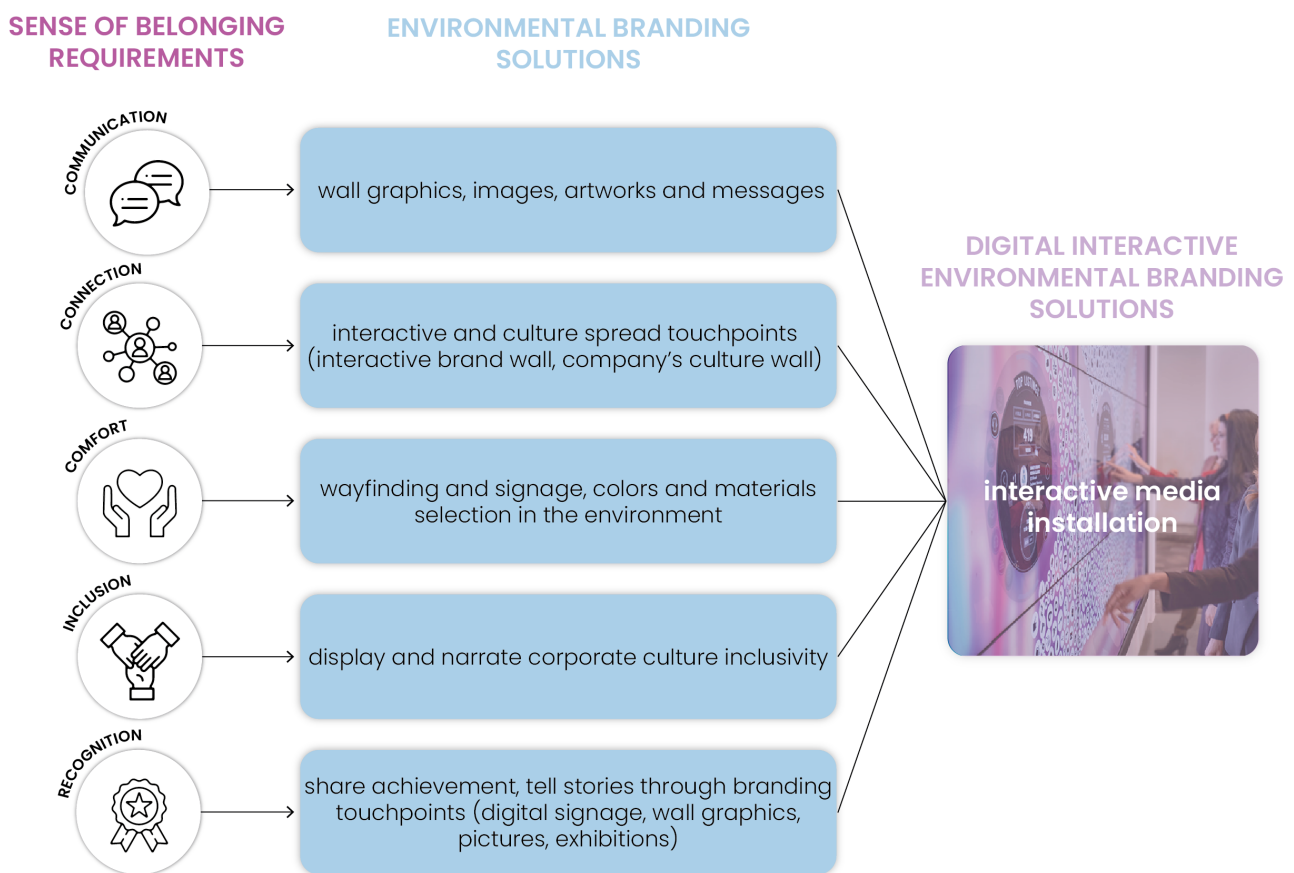 SENSE OF BELONGING
REQUIREMENTS
ENVIRONMENTAL BRANDING
SOLUTIONS
COMMUNICATION
wall graphics, images, artworks and messages
CONNECTION
interactive and culture spread touchpoints
(interactive brand wall, company's culture wall)
COMFORT
wayfinding and signage, colors and materials
selection in the environment
INCLUSION
display and narrate corporate culture inclusivity
RECOGNITION
share achievement, tell stories through branding
touchpoints (digital signage, wall graphics,
pictures, exhibitions)
DIGITAL INTERACTIVE
ENVIRONMENTAL BRANDING
SOLUTIONS
419
interactive media
installation